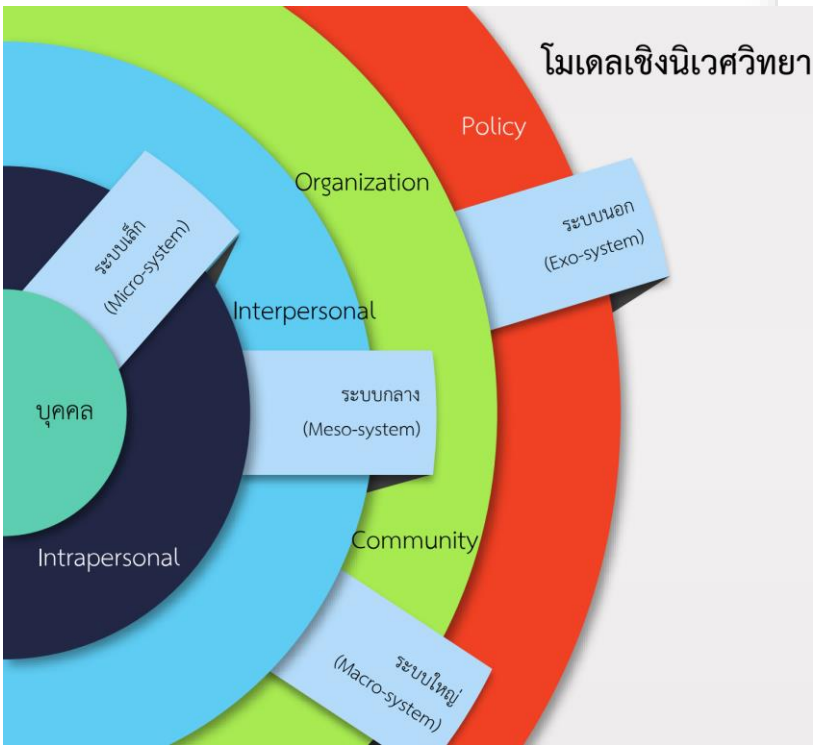 โมเดลเชิงนิเวศวิทยา
Policy
Organization
ระบบนอก
(Exo-system)
ระบบเล็ก
(Micro-system)
Interpersonal
ระบบกลาง
(Meso-system)
บุคคล
Community
Intrapersonal
ระบบใหญ่
(Macro-system)